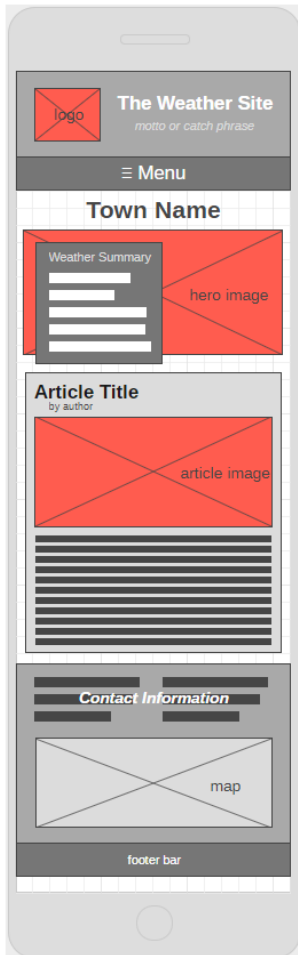 logo
The Weather Site
motto or catch phrase
☰ Menu
Town Name
Weather Summary
hero image
Article Title
by author
article image
Contact Information
map
footer bar